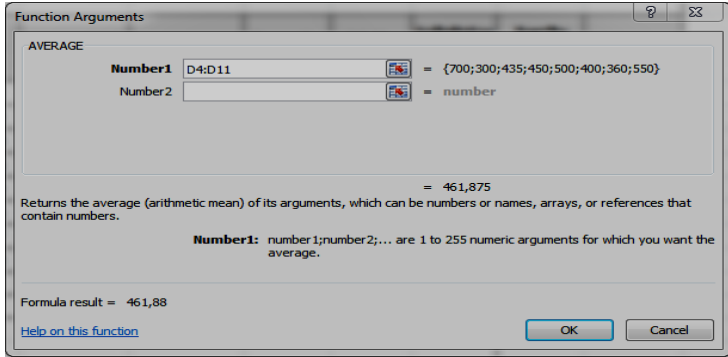 Function Arguments
AVERAGE
Number1 D4:D11 = {700;300;435;450;500;400;360;550}
Number2 = number
= 461,875
Returns the average (arithmetic mean) of its arguments, which can be numbers or names, arrays, or references that
contain numbers.
Number1: number1;number2;... are 1 to 255 numeric arguments for which you want the
average.
Formula result = 461,88
Help on this function
OK Cancel